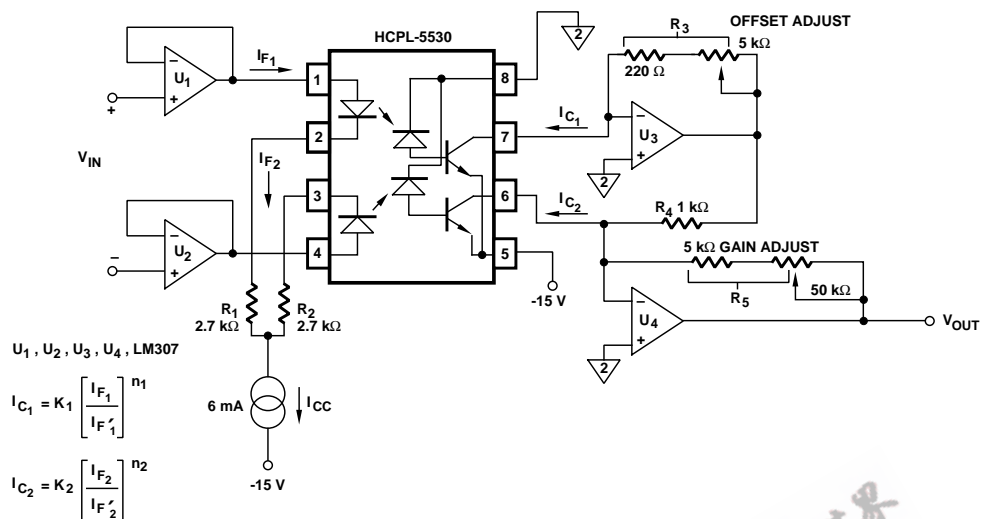 HCPL-5530
OFFSET ADJUST
R3
5 kΩ
220 Ω
IF1
− U1 +
+
1
8
2
IC1
7
− U3 +
2
2
VIN
IF2
3
6
IC2
R4 1 kΩ
− U2 +
−
4
5
-15 V
5 kΩ GAIN ADJUST
R5
50 kΩ
R1
2.7 kΩ
R2
2.7 kΩ
− U4 +
2
VOUT
U1 , U2 , U3 , U4 , LM307
IC1 = K1 [ IF1 / IF′1 ] n1
6 mA
ICC
-15 V
IC2 = K2 [ IF2 / IF′2 ] n2